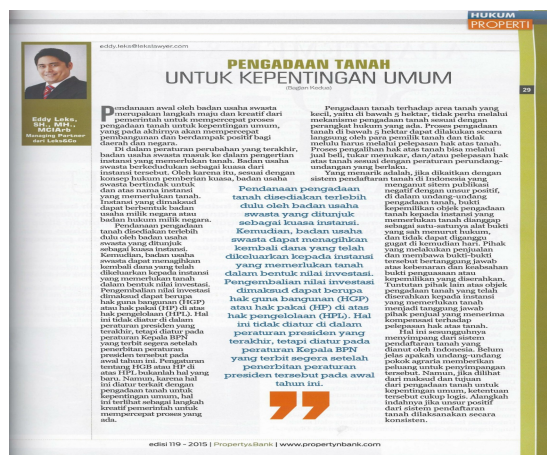 HUKUM
PROPERTI
eddy.leks@lekslawyer.com
PENGADAAN TANAH
UNTUK KEPENTINGAN UMUM
(Bagian Kedua)
29
Eddy Leks,
SH., MH.,
MCIArb
Managing Partner
dari Leks&Co
Pendanaan awal oleh badan usaha swasta
merupakan langkah maju dan kreatif dari
pemerintah untuk mempercepat proses
pengadaan tanah untuk kepentingan umum,
yang pada akhirnya akan mempercepat
pembangunan dan berdampak positif bagi
daerah dan negara.
Di dalam peraturan perubahan yang terakhir,
badan usaha swasta masuk ke dalam pengertian
instansi yang memerlukan tanah. Badan usaha
swasta berkedudukan sebagai kuasa dari
instansi tersebut. Oleh karena itu, sesuai dengan
konsep hukum pemberian kuasa, badan usaha
swasta bertindak untuk
dan atas nama instansi
yang memerlukan tanah.
Instansi yang dimaksud
dapat berbentuk badan
usaha milik negara atau
badan hukum milik negara.
Pendanaan pengadaan
tanah disediakan terlebih
dulu oleh badan usaha
swasta yang ditunjuk
sebagai kuasa instansi.
Kemudian, badan usaha
swasta dapat menagihkan
kembali dana yang telah
dikeluarkan kepada instansi
yang memerlukan tanah
dalam bentuk nilai investasi.
Pengembalian nilai investasi
dimaksud dapat berupa
hak guna bangunan (HGP)
atau hak pakai (HP) di atas
hak pengelolaan (HPL). Hal
ini tidak diatur di dalam
peraturan presiden yang
terakhir, tetapi diatur pada
peraturan Kepala BPN
yang terbit segera setelah
penerbitan peraturan
presiden tersebut pada
awal tahun ini. Pengaturan
tentang HGB atau HP di
atas HPL bukanlah hal yang
baru. Namun, karena hal
ini diatur terkait dengan
pengadaan tanah untuk
kepentingan umum, hal
ini terlihat sebagai langkah
kreatif pemerintah untuk
mempercepat proses yang
ada.
Pendanaan pengadaan
tanah disediakan terlebih
dulu oleh badan usaha
swasta yang ditunjuk
sebagai kuasa instansi.
Kemudian, badan usaha
swasta dapat menagihkan
kembali dana yang telah
dikeluarkan kepada instansi
yang memerlukan tanah
dalam bentuk nilai investasi.
Pengembalian nilai investasi
dimaksud dapat berupa
hak guna bangunan (HGP)
atau hak pakai (HP) di atas
hak pengelolaan (HPL). Hal
ini tidak diatur di dalam
peraturan presiden yang
terakhir, tetapi diatur pada
peraturan Kepala BPN
yang terbit segera setelah
penerbitan peraturan
presiden tersebut pada awal
tahun ini.
Pengadaan tanah terhadap area tanah yang
kecil, yaitu di bawah 5 hektar, tidak perlu melalui
mekanisme pengadaan tanah sesuai dengan
perangkat hukum yang ada. Proses pengadaan
tanah di bawah 5 hektar dapat dilakukan secara
langsung oleh para pemilik tanah dan tidak
melulu harus melalui pelepasan hak atas tanah.
Proses pengalihan hak atas tanah bisa melalui
jual beli, tukar menukar, dan/atau pelepasan hak
atas tanah sesuai dengan peraturan perundang-
undangan yang berlaku.
Yang menarik adalah, jika dikaitkan dengan
sistem pendaftaran tanah di Indonesia yang
menganut sitem publikasi
negatif dengan unsur positif,
di dalam undang-undang
pengadaan tanah, bukti
kepemilikan objek pengadaan
tanah kepada instansi yang
memerlukan tanah dianggap
sebagai satu-satunya alat bukti
yang sah menurut hukum,
dan tidak dapat diganggu
gugat di kemudian hari. Pihak
yang melakukan penjualan
dan membawa bukti-bukti
tersebut bertanggung jawab
atas kebenaran dan keabsahan
bukti penguasaan atau
kepemilikan yang diserahkan.
Tuntutan pihak lain atas objek
pengadaan tanah yang telah
diserahkan kepada instansi
yang memerlukan tanah
menjadi tanggung jawab
pihak penjual yang menerima
kompensasi terhadap
pelepasan hak atas tanah.
Hal ini sesungguhnya
menyimpang dari sistem
pendaftaran tanah yang
dianut oleh Indonesia. Belum
jelas apakah undang-undang
pokok agraria memberikan
peluang untuk penyimpangan
tersebut. Namun, jika dilihat
dari maksud dan tujuan
dari pengadaan tanah untuk
kepentingan umum, ketentuan
tersebut cukup logis. Alangkah
indahnya jika unsur positif
dari sistem pendaftaran
tanah dilaksanakan secara
konsisten.
edisi 119 - 2015 | Property&Bank | www.propertynbank.com